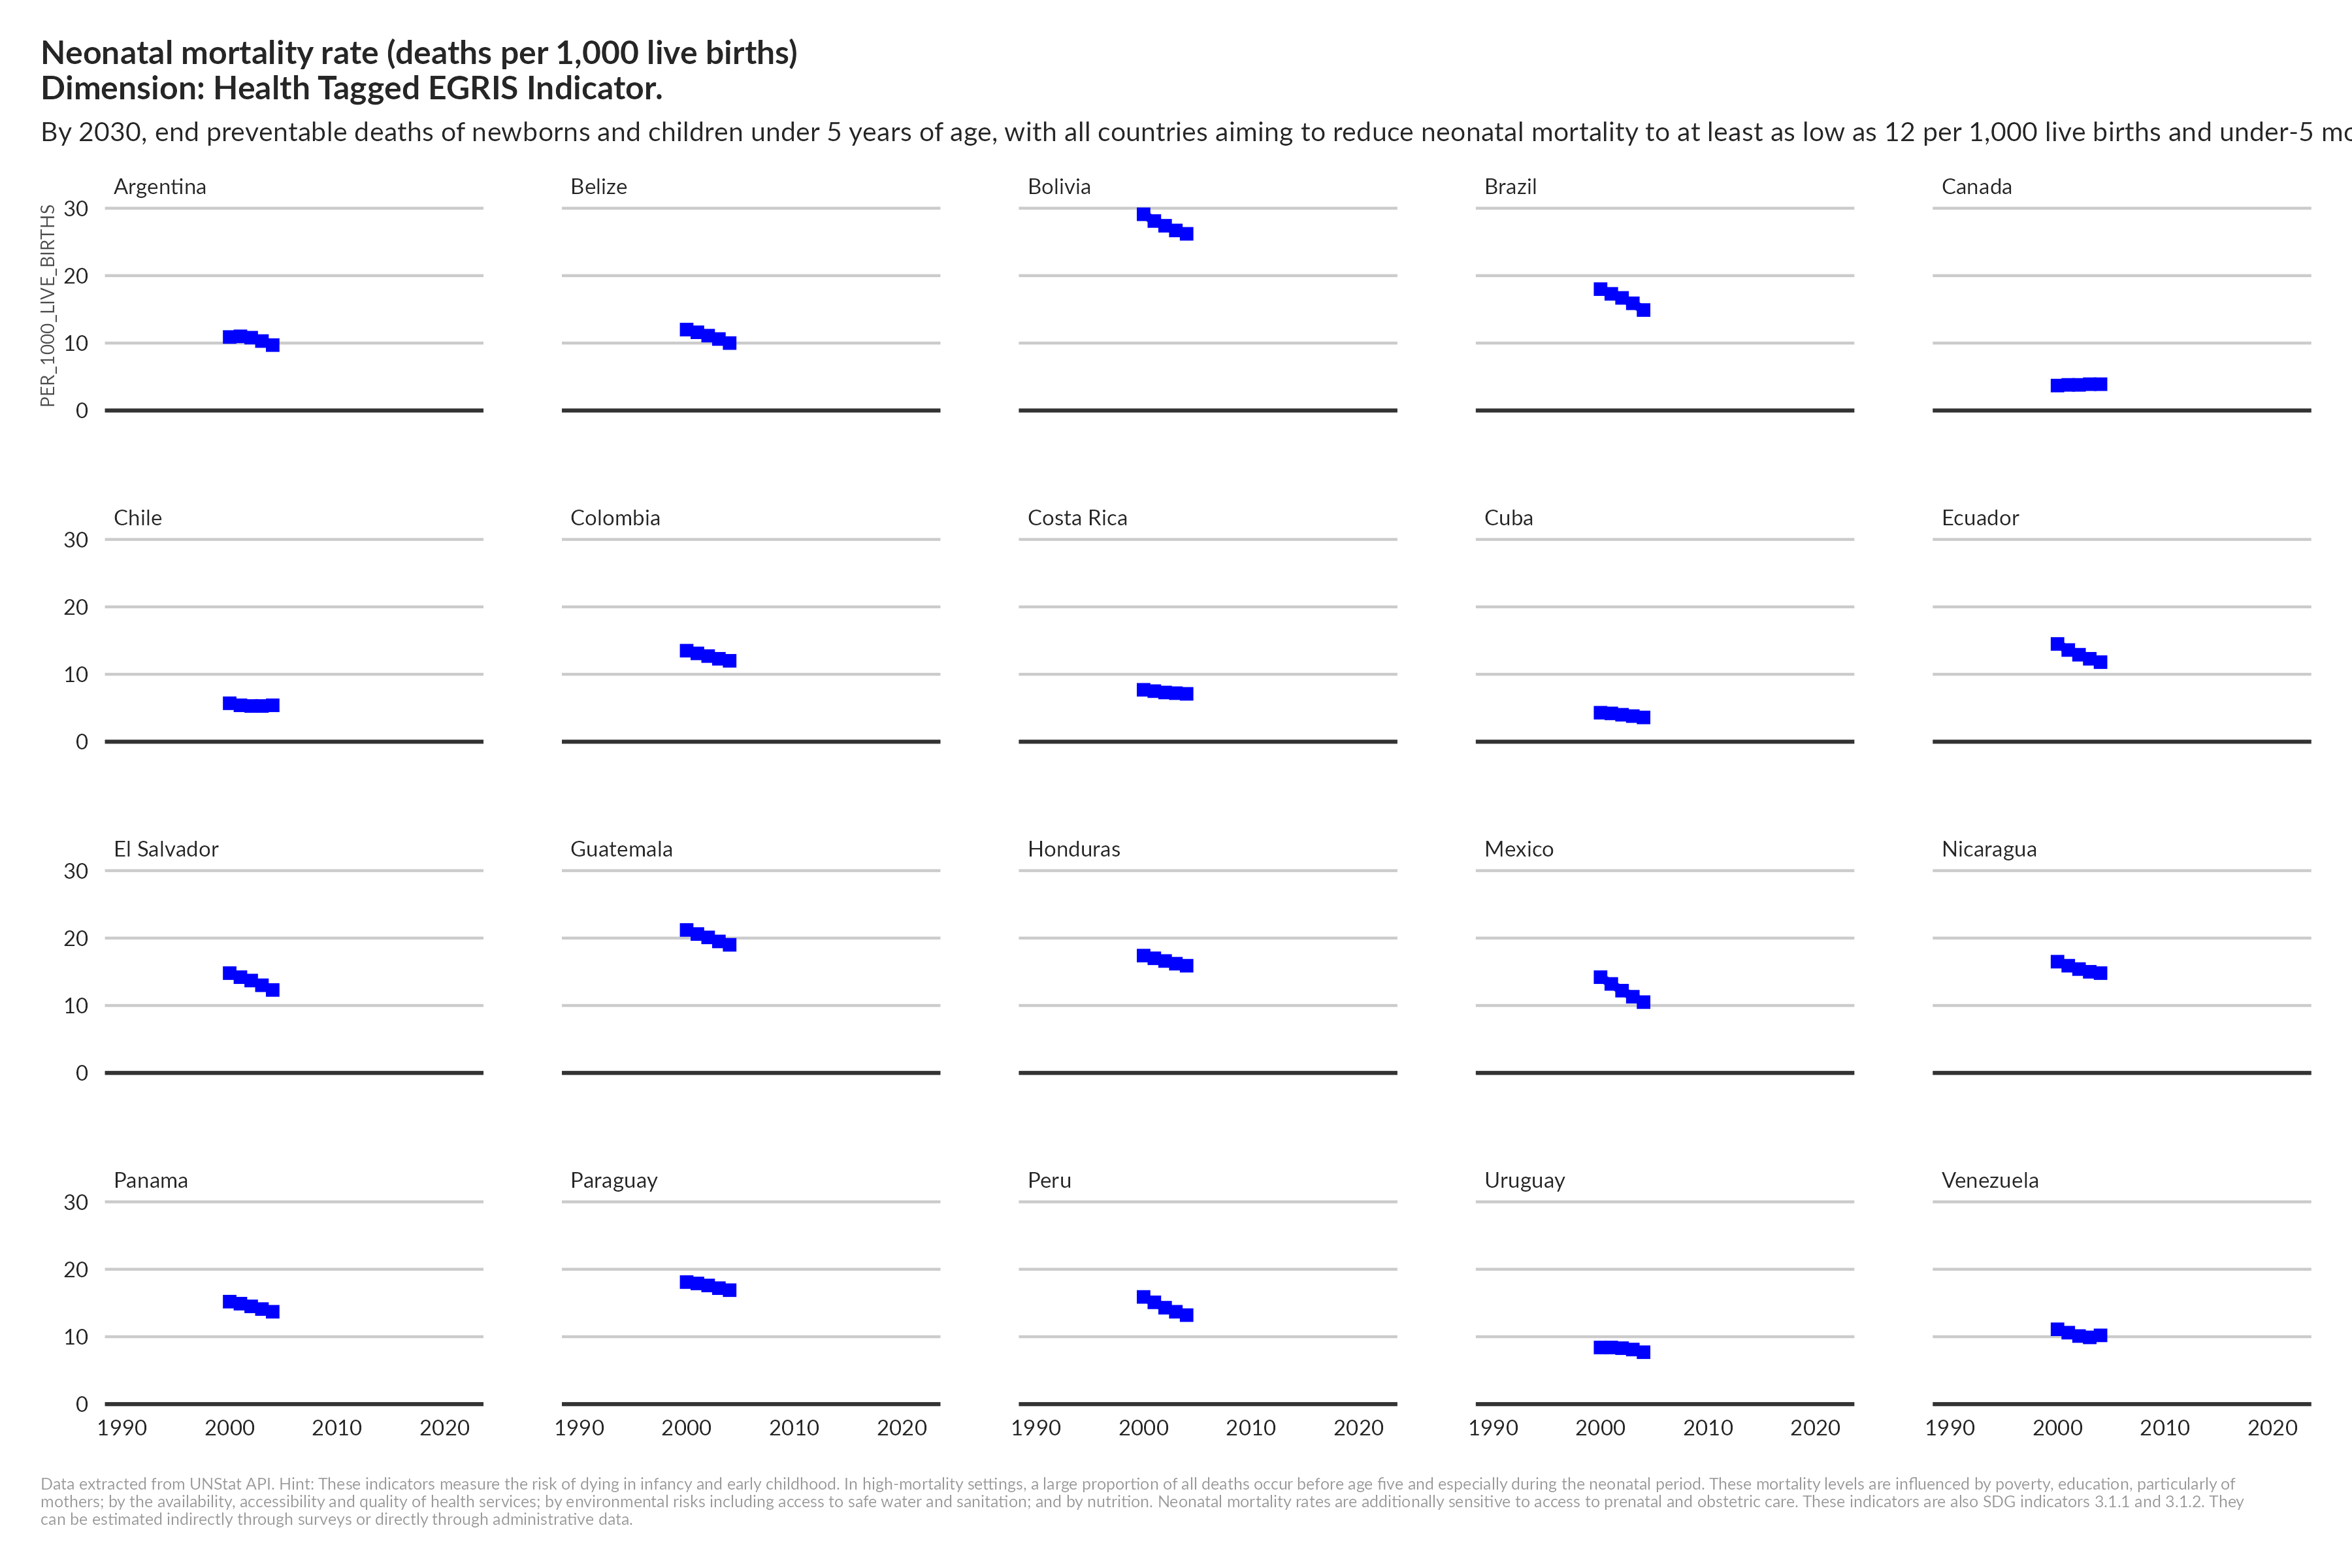 Neonatal mortality rate (deaths per 1,000 live births)
Dimension: Health Tagged EGRIS Indicator.
By 2030, end preventable deaths of newborns and children under 5 years of age, with all countries aiming to reduce neonatal mortality to at least as low as 12 per 1,000 live births and under-5 mo
PER_1000_LIVE_BIRTHS
Argentina Belize Bolivia Brazil Canada
30
20
10
0
Chile Colombia Costa Rica Cuba Ecuador
30
20
10
0
El Salvador Guatemala Honduras Mexico Nicaragua
30
20
10
0
Panama Paraguay Peru Uruguay Venezuela
30
20
10
0
1990 2000 2010 2020 1990 2000 2010 2020 1990 2000 2010 2020 1990 2000 2010 2020 1990 2000 2010 2020
Data extracted from UNStat API. Hint: These indicators measure the risk of dying in infancy and early childhood. In high-mortality settings, a large proportion of all deaths occur before age five and especially during the neonatal period. These mortality levels are influenced by poverty, education, particularly of
mothers; by the availability, accessibility and quality of health services; by environmental risks including access to safe water and sanitation; and by nutrition. Neonatal mortality rates are additionally sensitive to access to prenatal and obstetric care. These indicators are also SDG indicators 3.1.1 and 3.1.2. They
can be estimated indirectly through surveys or directly through administrative data.